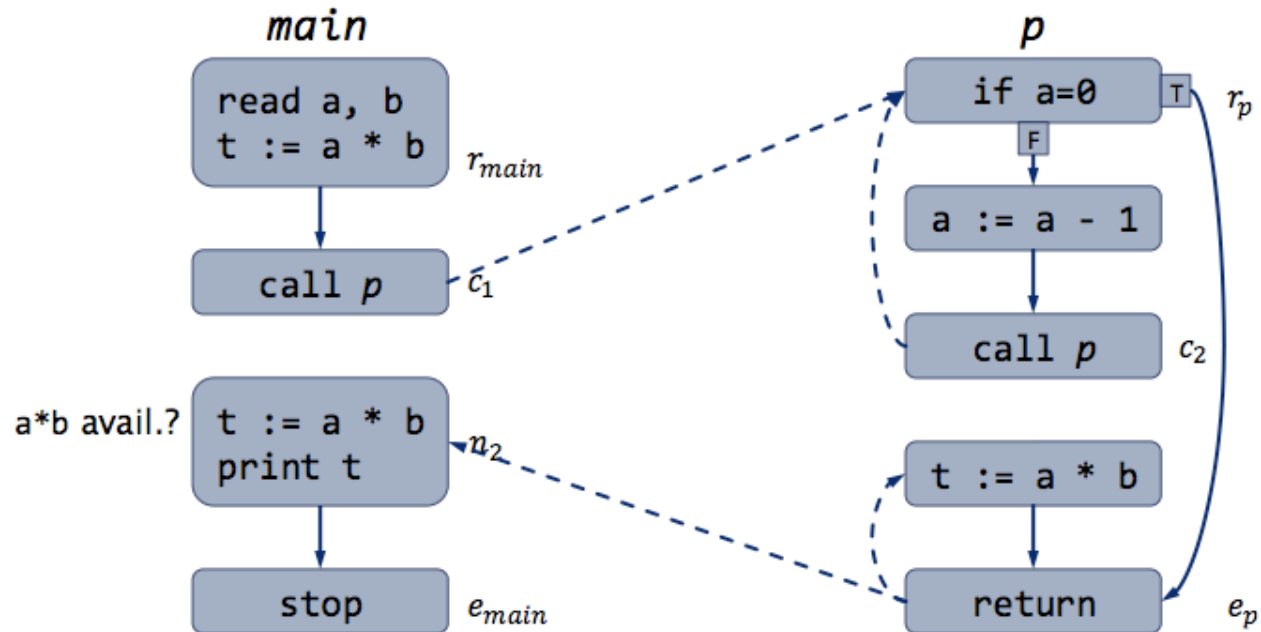 main
read a, b
t := a * b
r_main
call p
c_1
a*b avail.?
t := a * b
print t
n_2
stop
e_main
p
if a=0
T
r_p
F
a := a - 1
call p
c_2
t := a * b
return
e_p